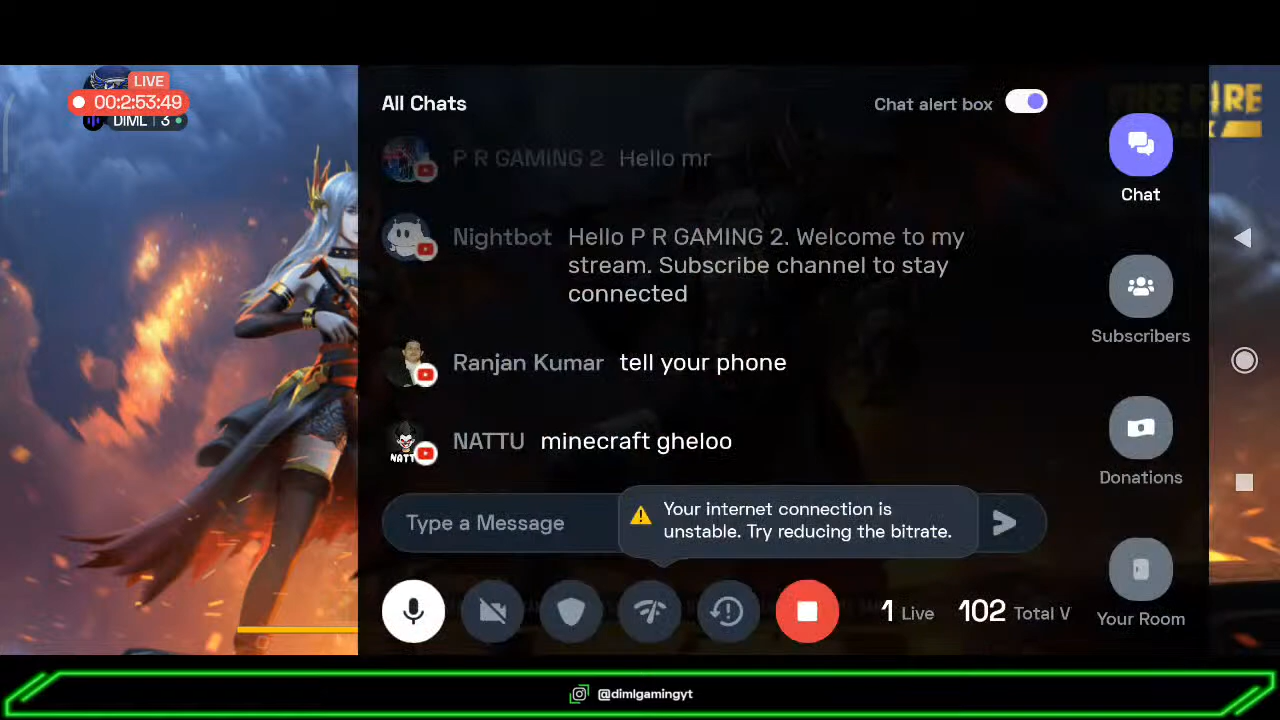 LIVE
00:2:53:49
DIML 3
All Chats
Chat alert box
FREE FIRE
P R GAMING 2 Hello mr
Chat
Nightbot Hello P R GAMING 2. Welcome to my
stream. Subscribe channel to stay
connected
Subscribers
Ranjan Kumar tell your phone
NATTU minecraft gheloo
NATT
Donations
Your internet connection is
unstable. Try reducing the bitrate.
Type a Message
1 Live 102 Total V
Your Room
@dimlgamingyt